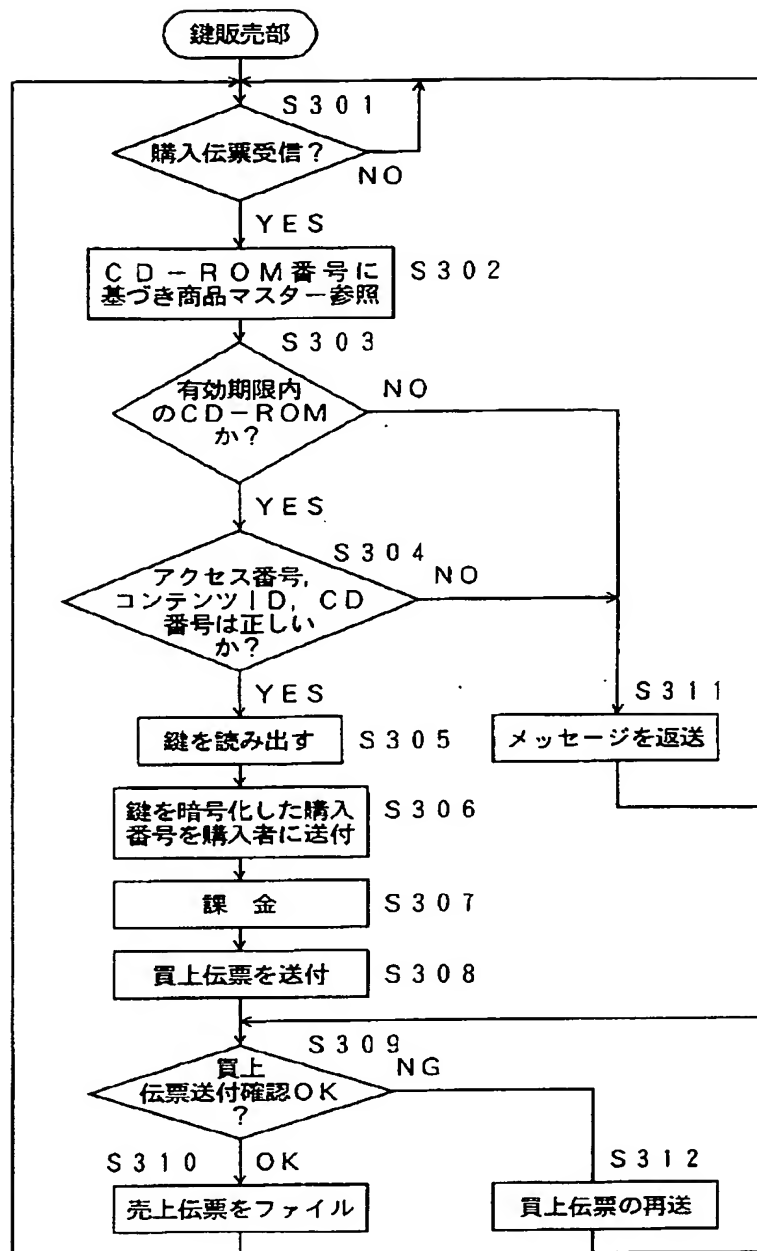 鍵販売部
S301
購入伝票受信?
NO
YES
CD-ROM番号に
基づき商品マスター参照
S302
S303
有効期限内
のCD-ROM
か?
NO
YES
S304
アクセス番号,
コンテンツID, CD
番号は正しい
か?
NO
YES
S311
鍵を読み出す
S305
メッセージを返送
鍵を暗号化した購入
番号を購入者に送付
S306
課 金
S307
買上伝票を送付
S308
S309
買上
伝票送付確認OK
?
NG
S310
OK
S312
売上伝票をファイル
買上伝票の再送